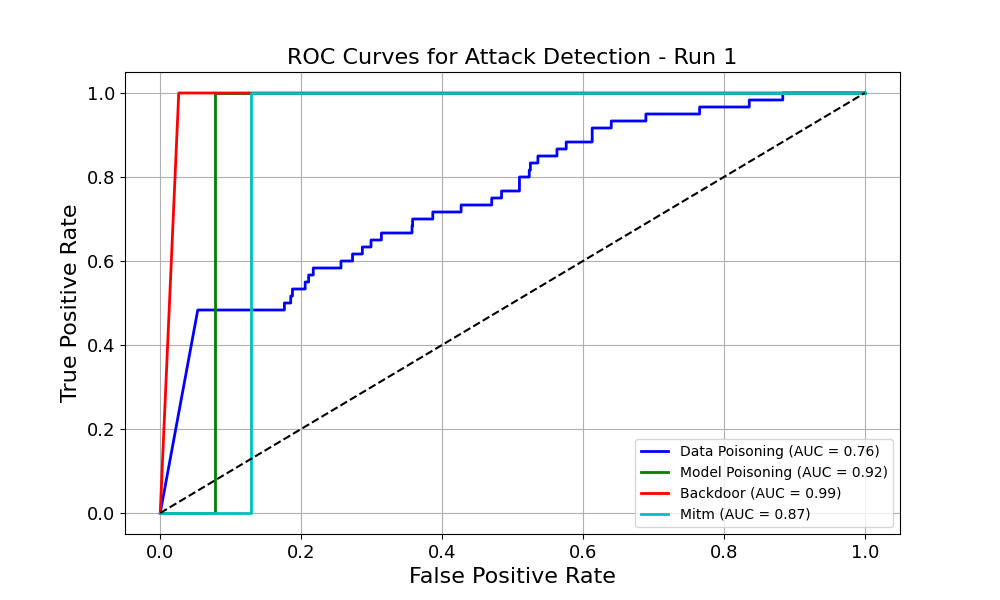 ROC Curves for Attack Detection - Run 1
True Positive Rate
1.0
0.8
0.6
0.4
0.2
0.0
Data Poisoning (AUC = 0.76)
Model Poisoning (AUC = 0.92)
Backdoor (AUC = 0.99)
Mitm (AUC = 0.87)
0.0 0.2 0.4 0.6 0.8 1.0
False Positive Rate